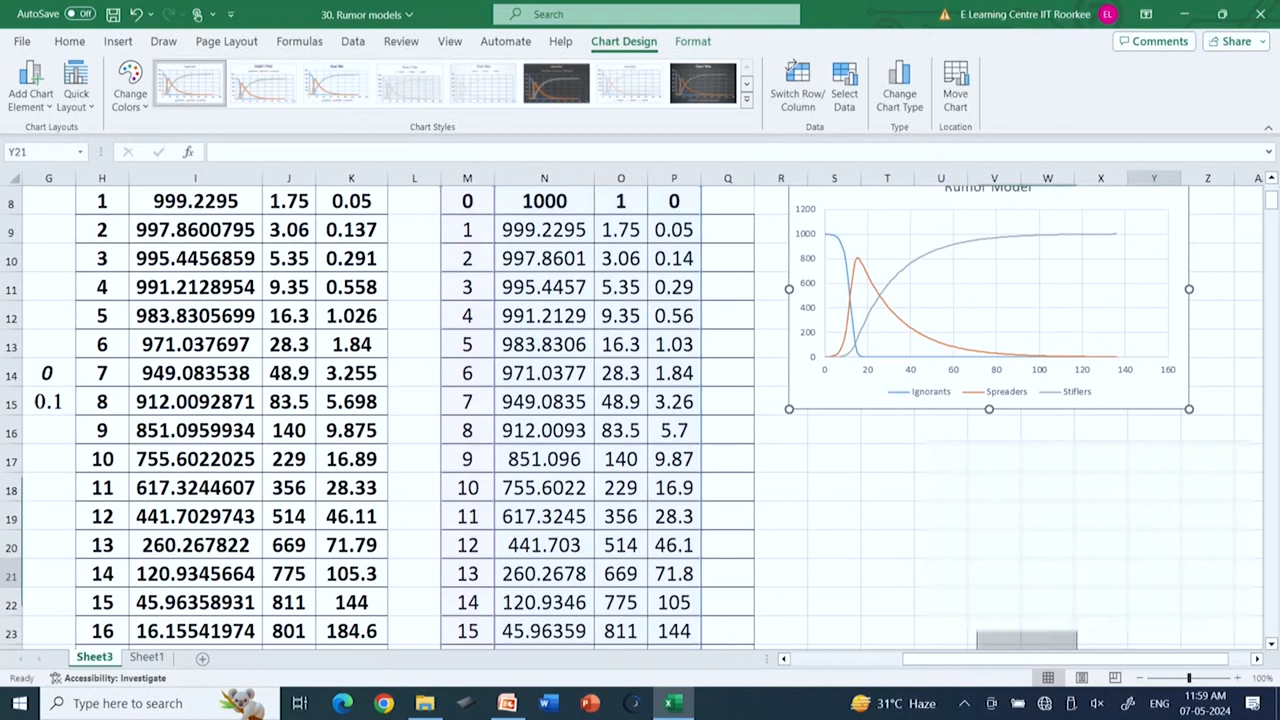 AutoSave Off 30. Rumor models Search E Learning Centre IIT Roorkee EL
File Home Insert Draw Page Layout Formulas Data Review View Automate Help Chart Design Format Comments Share
Add Chart Element Quick Layout Change Colors Switch Row/Column Select Data Change Chart Type Move Chart
Chart Layouts Chart Styles Data Type Location
Y21 fx
G H I J K L M N O P Q R S T U V W X Y Z A
8 1 999.2295 1.75 0.05 0 1000 1 0
9 2 997.8600795 3.06 0.137 1 999.2295 1.75 0.05
10 3 995.4456859 5.35 0.291 2 997.8601 3.06 0.14
11 4 991.2128954 9.35 0.558 3 995.4457 5.35 0.29
12 5 983.8305699 16.3 1.026 4 991.2129 9.35 0.56
13 6 971.037697 28.3 1.84 5 983.8306 16.3 1.03
14 0 7 949.083538 48.9 3.255 6 971.0377 28.3 1.84
15 0.1 8 912.0092871 83.5 5.698 7 949.0835 48.9 3.26
16 9 851.0959934 140 9.875 8 912.0093 83.5 5.7
17 10 755.6022025 229 16.89 9 851.096 140 9.87
18 11 617.3244607 356 28.33 10 755.6022 229 16.9
19 12 441.7029743 514 46.11 11 617.3245 356 28.3
20 13 260.267822 669 71.79 12 441.703 514 46.1
21 14 120.9345664 775 105.3 13 260.2678 669 71.8
22 15 45.96358931 811 144 14 120.9346 775 105
23 16 16.15541974 801 184.6 15 45.96359 811 144
Rumor Model
1200
1000
800
600
400
200
0
0 20 40 60 80 100 120 140 160
Ignorants Spreaders Stiflers
Sheet3 Sheet1
Ready Accessibility: Investigate 100%
Type here to search 31°C Haze ENG 11:59 AM
07-05-2024